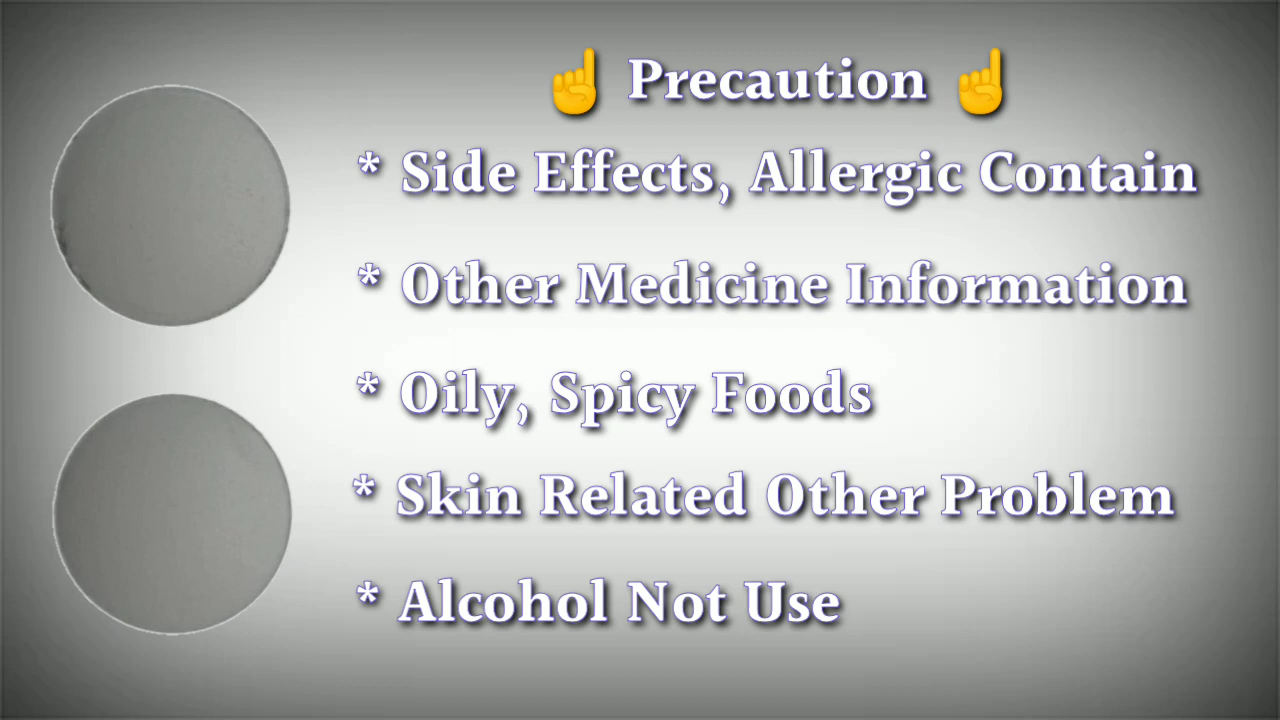 ☝ Precaution ☝
* Side Effects, Allergic Contain
* Other Medicine Information
* Oily, Spicy Foods
* Skin Related Other Problem
* Alcohol Not Use